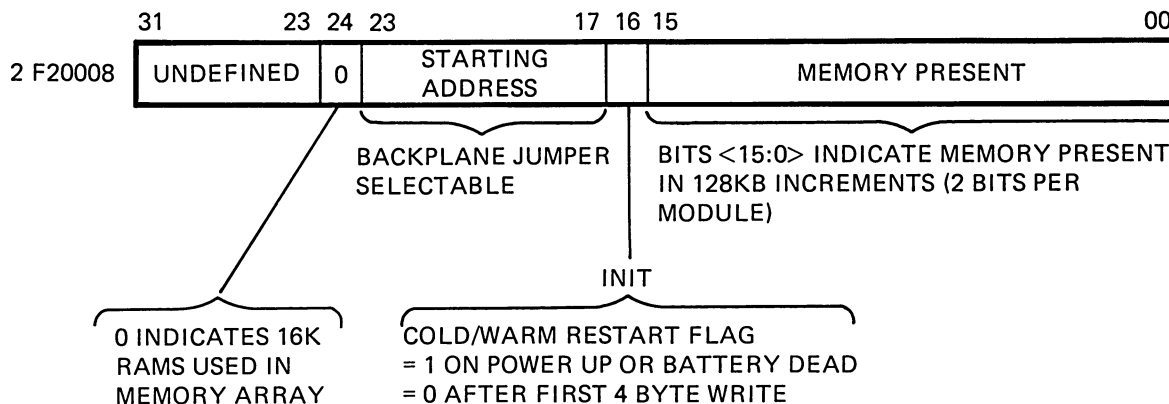 31 23 24 23 17 16 15 00
2 F20008 UNDEFINED 0 STARTING ADDRESS MEMORY PRESENT
BACKPLANE JUMPER
SELECTABLE
BITS <15:0> INDICATE MEMORY PRESENT
IN 128KB INCREMENTS (2 BITS PER
MODULE)
INIT
0 INDICATES 16K
RAMS USED IN
MEMORY ARRAY
COLD/WARM RESTART FLAG
= 1 ON POWER UP OR BATTERY DEAD
= 0 AFTER FIRST 4 BYTE WRITE